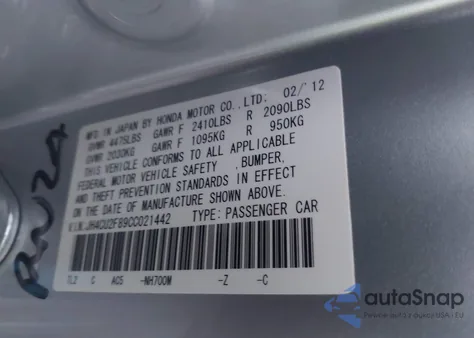 MFD. IN JAPAN BY HONDA MOTOR CO.,LTD. 02/'12
GVWR 4475LBS GAWR F 2410LBS R 2090LBS
GVWR 2030KG GAWR F 1095KG R 950KG
THIS VEHICLE CONFORMS TO ALL APPLICABLE
FEDERAL MOTOR VEHICLE SAFETY ,BUMPER,
AND THEFT PREVENTION STANDARDS IN EFFECT
ON DATE OF MANUFACTURE SHOWN ABOVE.
V.I.N. JH4CU2F89CC021442 TYPE: PASSENGER CAR
TL2 C AC5 -NH700M -Z -C
autoSnap